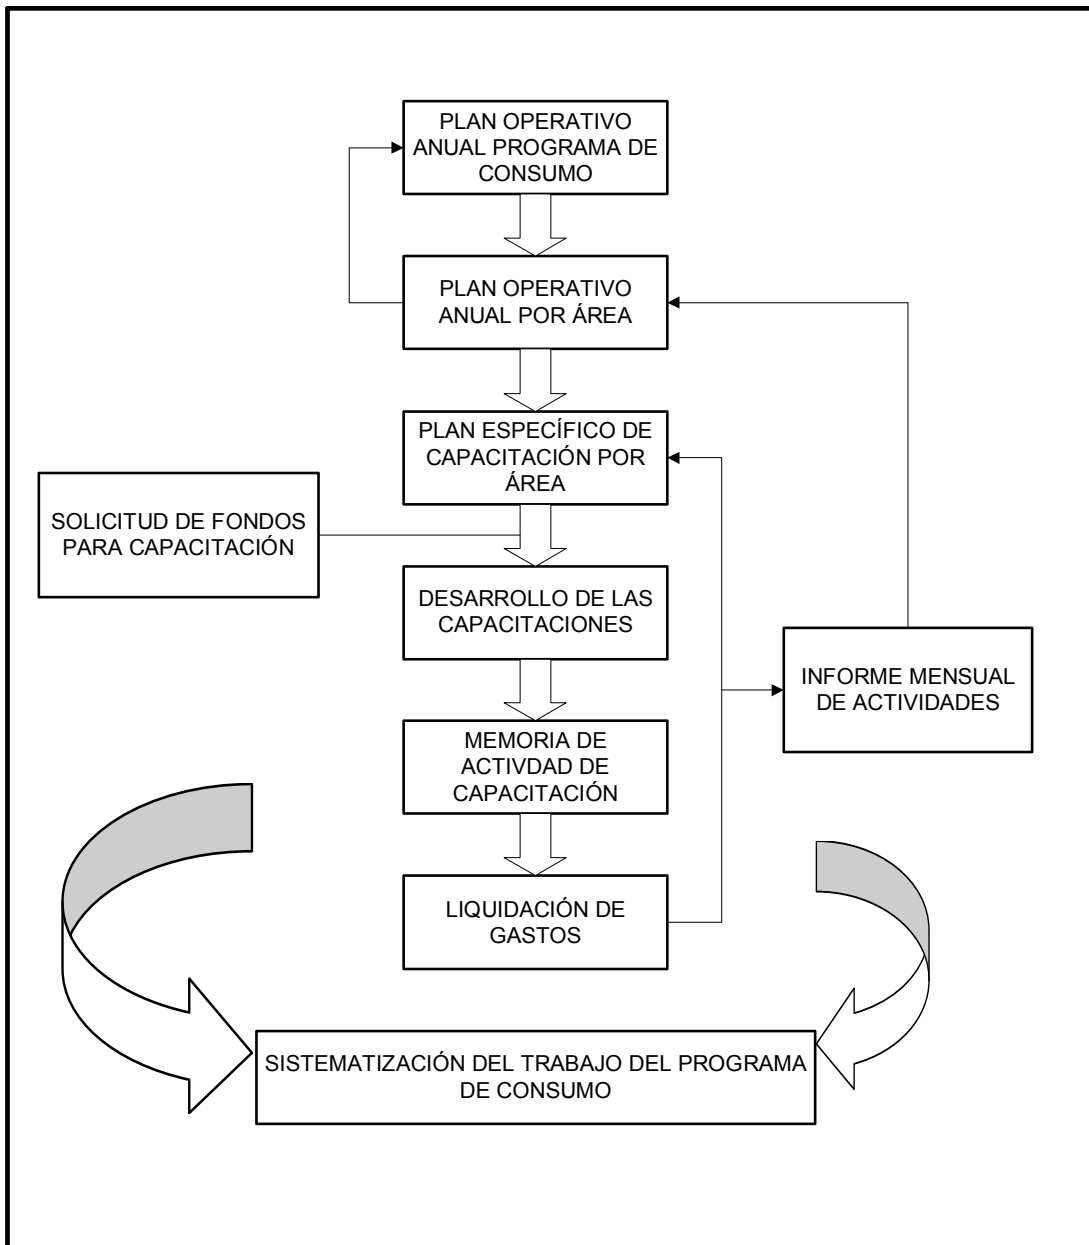 PLAN OPERATIVO
ANUAL PROGRAMA DE
CONSUMO
PLAN OPERATIVO
ANUAL POR ÁREA
PLAN ESPECÍFICO DE
CAPACITACIÓN POR
ÁREA
SOLICITUD DE FONDOS
PARA CAPACITACIÓN
DESARROLLO DE LAS
CAPACITACIONES
INFORME MENSUAL
DE ACTIVIDADES
MEMORIA DE
ACTIVDAD DE
CAPACITACIÓN
LIQUIDACIÓN DE
GASTOS
SISTEMATIZACIÓN DEL TRABAJO DEL PROGRAMA
DE CONSUMO